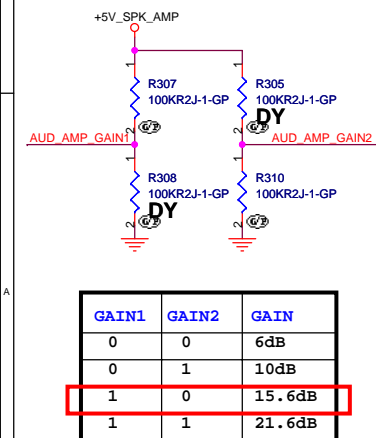 +5V_SPK_AMP
R307
100KR2J-1-GP
R305
100KR2J-1-GP
DY
1
1
2
2
G/P
G/P
AUD_AMP_GAIN1
AUD_AMP_GAIN2
R308
100KR2J-1-GP
DY
R310
100KR2J-1-GP
1
1
2
2
G/P
G/P
A
GAIN1 GAIN2 GAIN
0 0 6dB
0 1 10dB
1 0 15.6dB
1 1 21.6dB